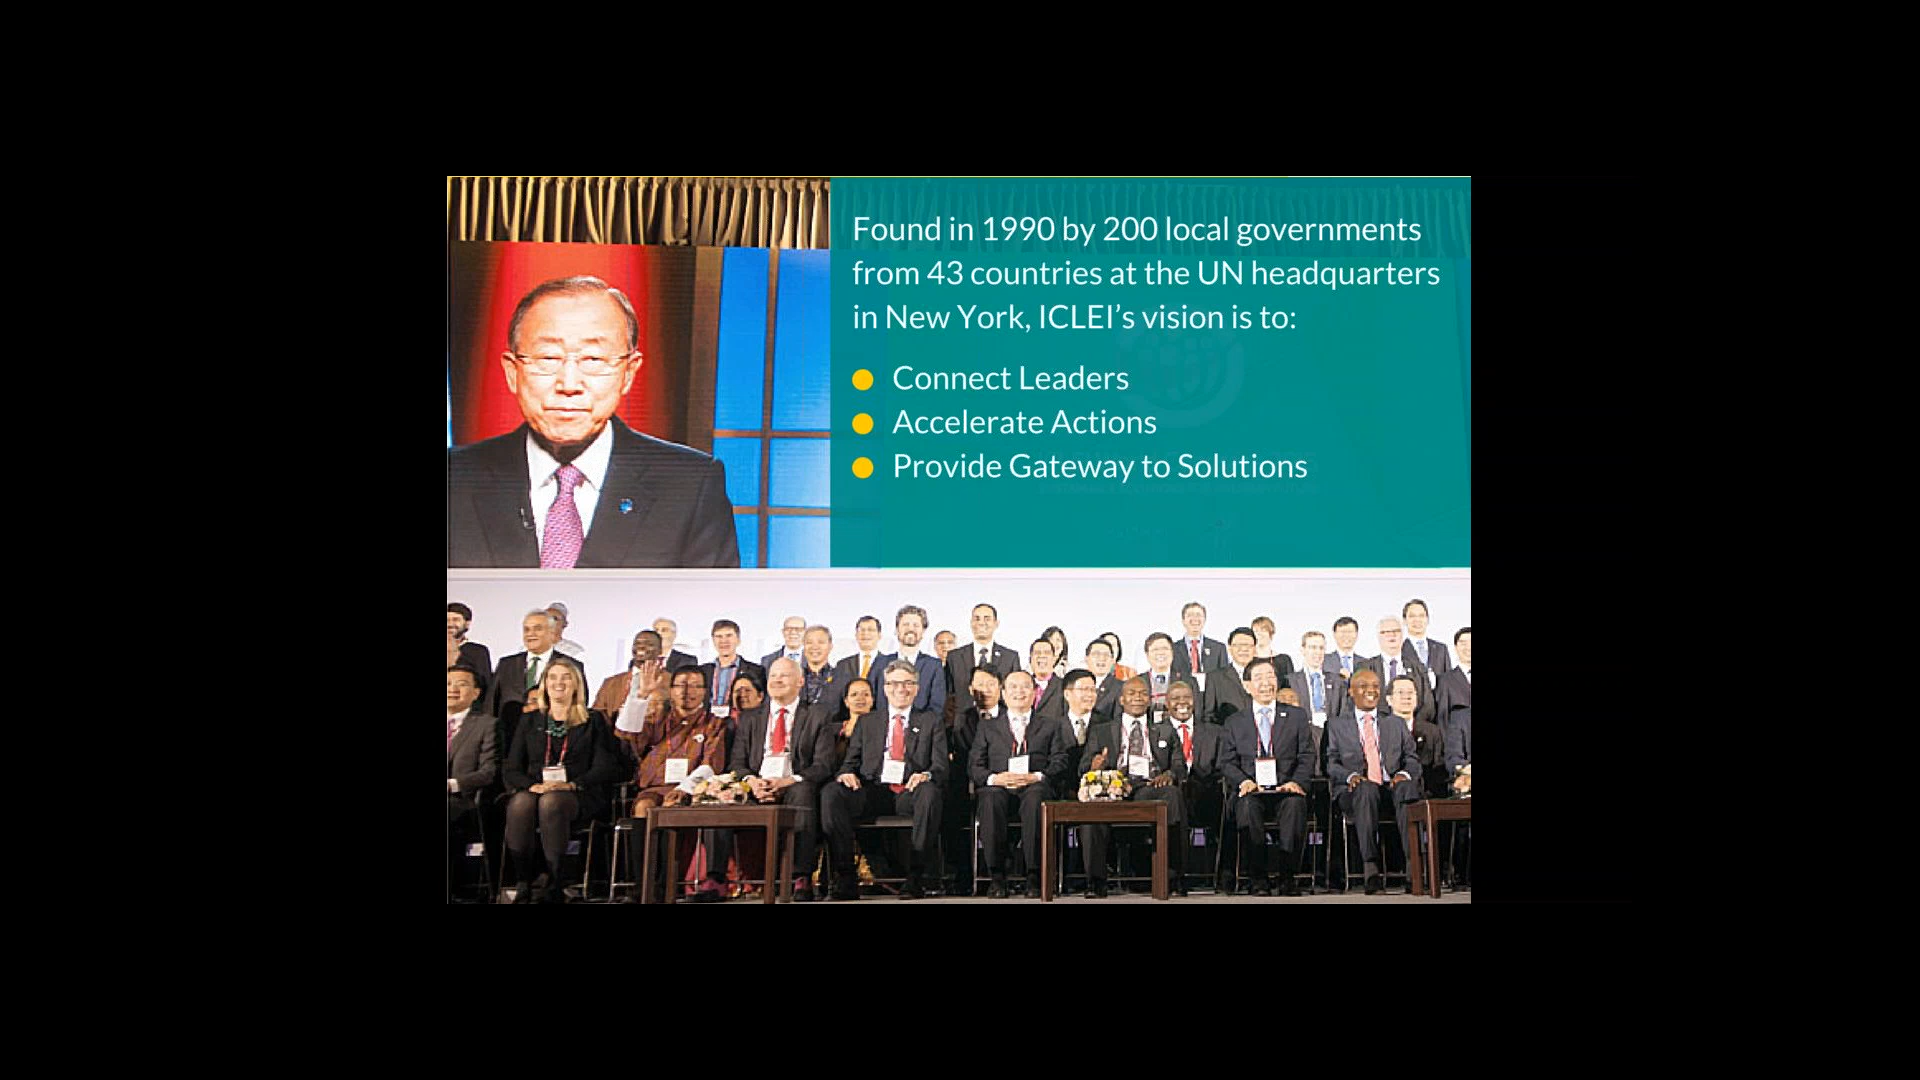 Found in 1990 by 200 local governments
from 43 countries at the UN headquarters
in New York, ICLEI’s vision is to:
Connect Leaders
Accelerate Actions
Provide Gateway to Solutions